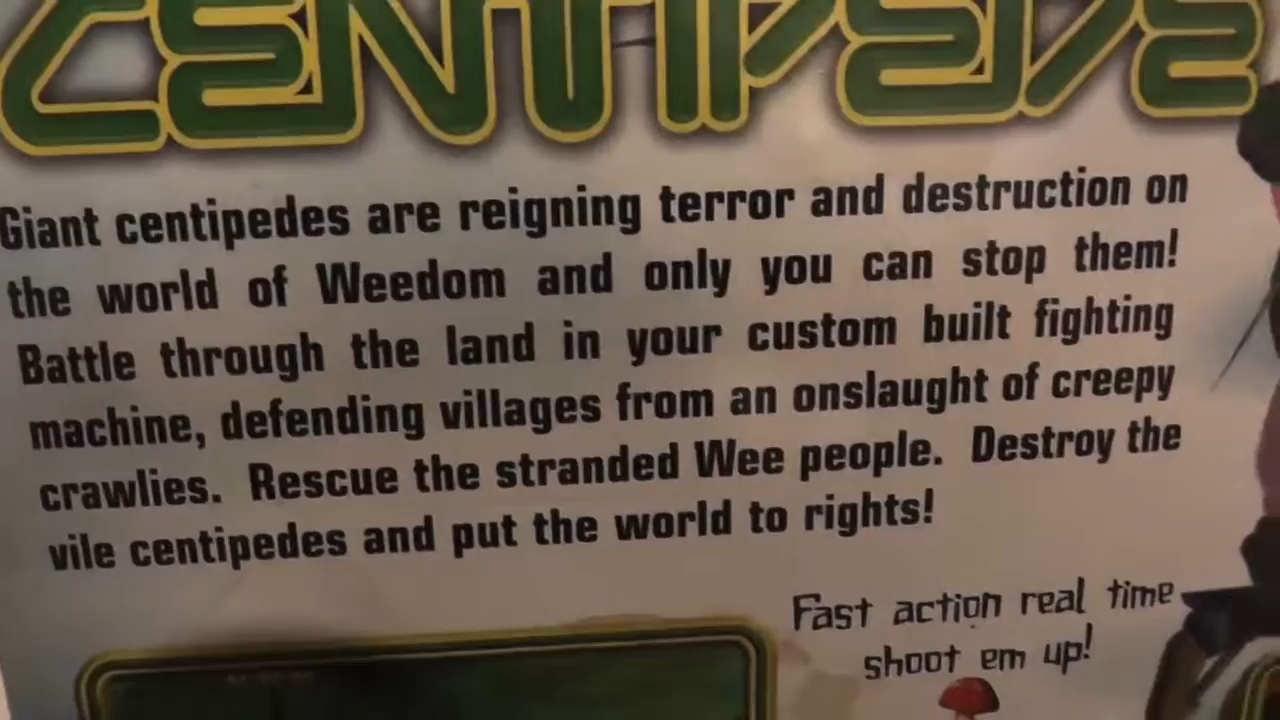 CENTIPEDE
Giant centipedes are reigning terror and destruction on
the world of Weedom and only you can stop them!
Battle through the land in your custom built fighting
machine, defending villages from an onslaught of creepy
crawlies. Rescue the stranded Wee people. Destroy the
vile centipedes and put the world to rights!
Fast action real time
shoot em up!